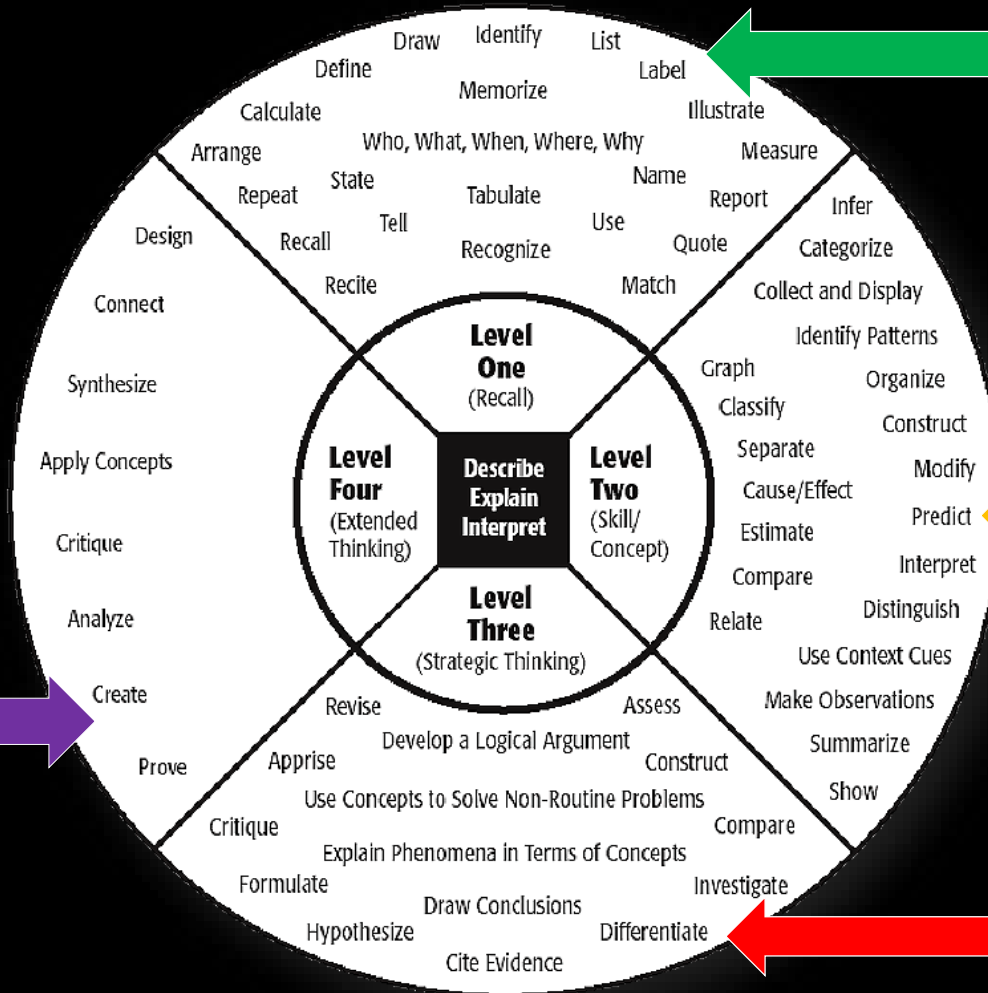 Draw
Identify
List
Define
Label
Memorize
Calculate
Illustrate
Who, What, When, Where, Why
Arrange
Measure
State
Name
Repeat
Tabulate
Report
Tell
Use
Recall
Recognize
Quote
Recite
Match
Level
One
(Recall)
Infer
Categorize
Collect and Display
Identify Patterns
Graph
Organize
Classify
Construct
Separate
Modify
Cause/Effect
Predict
Estimate
Interpret
Compare
Distinguish
Relate
Use Context Cues
Make Observations
Summarize
Show
Level
Two
(Skill/
Concept)
Describe
Explain
Interpret
Level
Three
(Strategic Thinking)
Revise
Assess
Develop a Logical Argument
Apprise
Construct
Use Concepts to Solve Non-Routine Problems
Critique
Compare
Explain Phenomena in Terms of Concepts
Formulate
Investigate
Draw Conclusions
Hypothesize
Differentiate
Cite Evidence
Level
Four
(Extended
Thinking)
Design
Connect
Synthesize
Apply Concepts
Critique
Analyze
Create
Prove